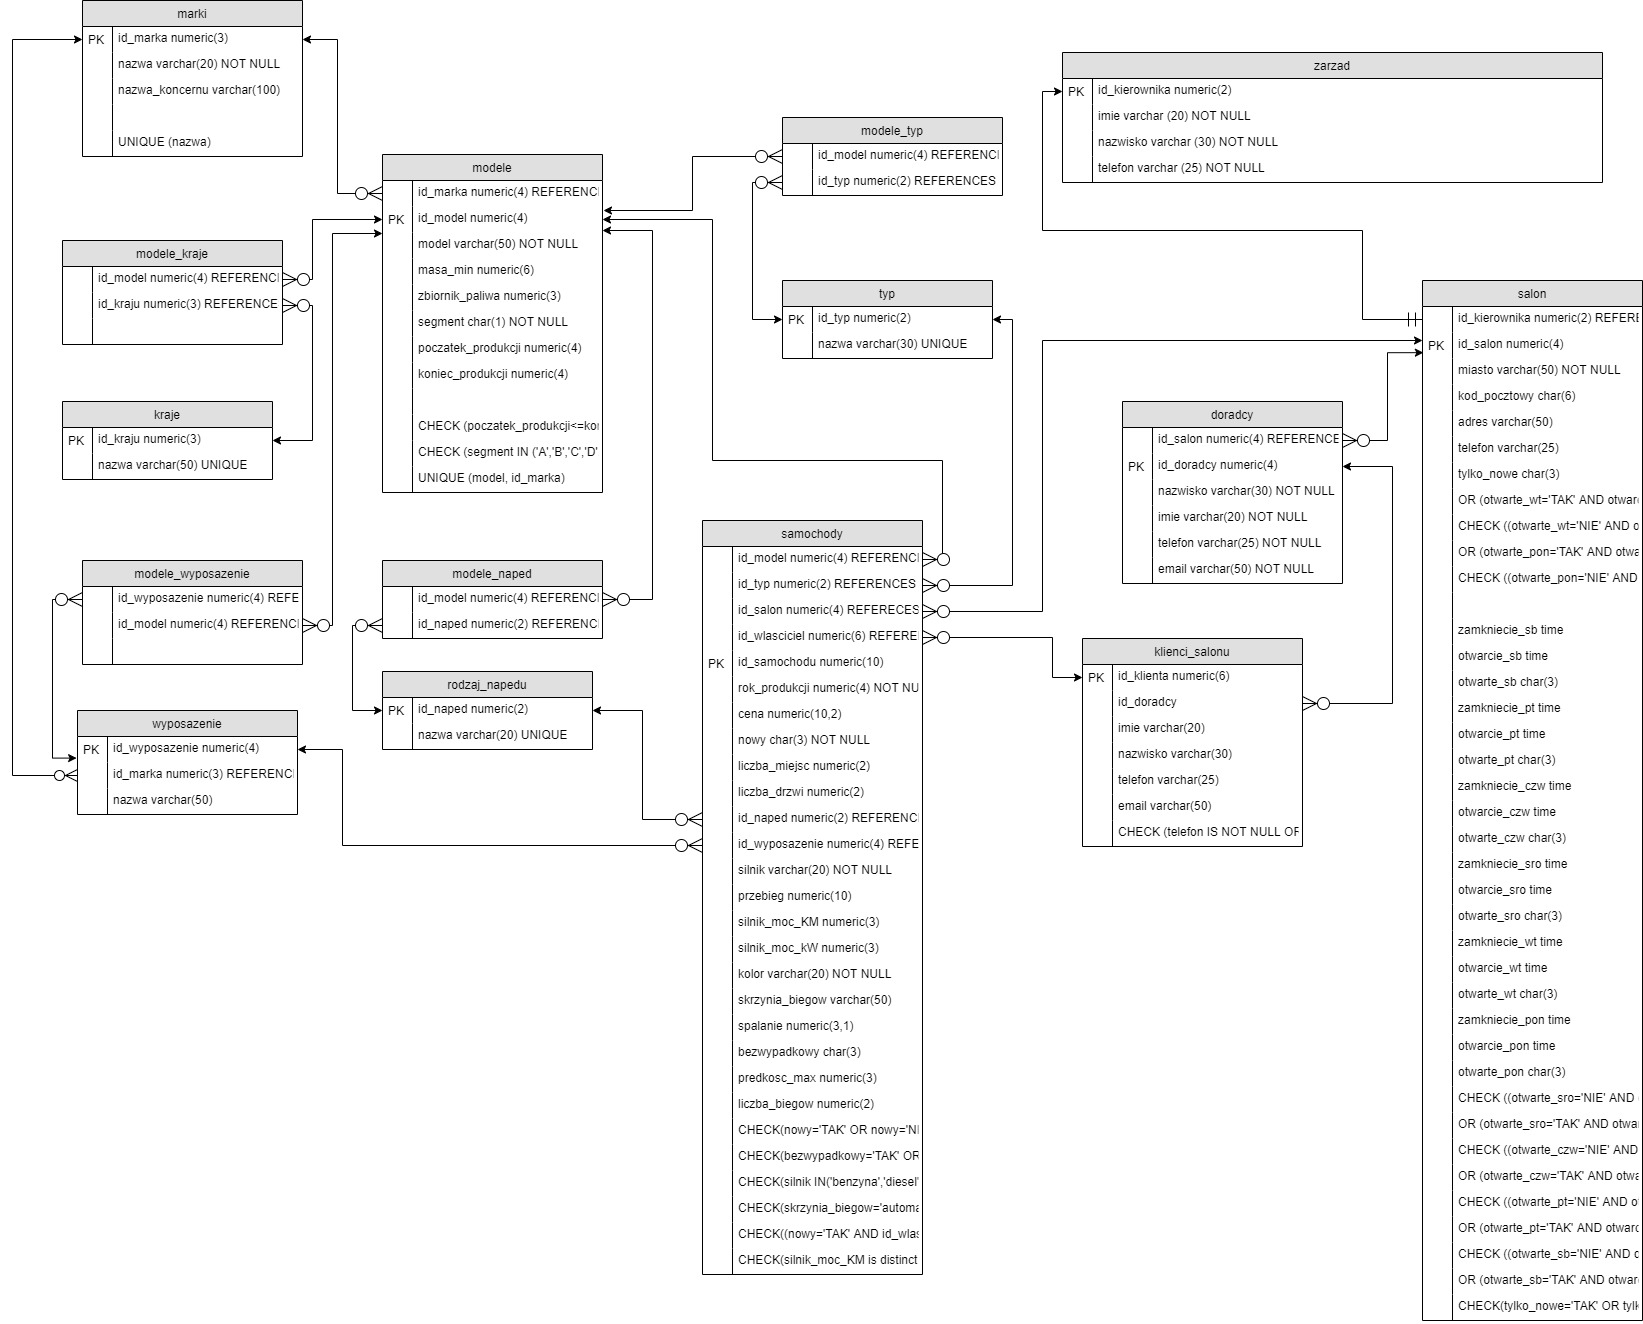 marki
PK
id_marka numeric(3)
nazwa varchar(20) NOT NULL
nazwa_koncernu varchar(100)
UNIQUE (nazwa)
zarzad
PK
id_kierownika numeric(2)
imie varchar (20) NOT NULL
nazwisko varchar (30) NOT NULL
telefon varchar (25) NOT NULL
modele_typ
id_model numeric(4) REFERENCI
id_typ numeric(2) REFERENCES
modele
id_marka numeric(4) REFERENC
PK
id_model numeric(4)
model varchar(50) NOT NULL
masa_min numeric(6)
zbiornik_paliwa numeric(3)
segment char(1) NOT NULL
poczatek_produkcji numeric(4)
koniec_produkcji numeric(4)
CHECK (poczatek_produkcji<=ko
CHECK (segment IN ('A','B','C','D'
UNIQUE (model, id_marka)
modele_kraje
id_model numeric(4) REFERENCI
id_kraju numeric(3) REFERENCE
typ
PK
id_typ numeric(2)
nazwa varchar(30) UNIQUE
kraje
PK
id_kraju numeric(3)
nazwa varchar(50) UNIQUE
doradcy
id_salon numeric(4) REFERENCE
PK
id_doradcy numeric(4)
nazwisko varchar(30) NOT NULL
imie varchar(20) NOT NULL
telefon varchar(25) NOT NULL
email varchar(50) NOT NULL
modele_wyposazenie
id_wyposazenie numeric(4) REFE
id_model numeric(4) REFERENCI
modele_naped
id_model numeric(4) REFERENCI
id_naped numeric(2) REFERENCI
rodzaj_napedu
PK
id_naped numeric(2)
nazwa varchar(20) UNIQUE
wyposazenie
PK
id_wyposazenie numeric(4)
id_marka numeric(3) REFERENCI
nazwa varchar(50)
samochody
id_model numeric(4) REFERENCI
id_typ numeric(2) REFERENCES
id_salon numeric(4) REFERECES
id_wlasciciel numeric(6) REFERE
PK
id_samochodu numeric(10)
rok_produkcji numeric(4) NOT NU
cena numeric(10,2)
nowy char(3) NOT NULL
liczba_miejsc numeric(2)
liczba_drzwi numeric(2)
id_naped numeric(2) REFERENCI
id_wyposazenie numeric(4) REFE
silnik varchar(20) NOT NULL
przebieg numeric(10)
silnik_moc_KM numeric(3)
silnik_moc_kW numeric(3)
kolor varchar(20) NOT NULL
skrzynia_biegow varchar(50)
spalanie numeric(3,1)
bezwypadkowy char(3)
predkosc_max numeric(3)
liczba_biegow numeric(2)
CHECK(nowy='TAK' OR nowy='NI
CHECK(bezwypadkowy='TAK' OR
CHECK(silnik IN('benzyna','diesel'
CHECK(skrzynia_biegow='automa
CHECK((nowy='TAK' AND id_wlas
CHECK(silnik_moc_KM is distinct
klienci_salonu
PK
id_klienta numeric(6)
id_doradcy
imie varchar(20)
nazwisko varchar(30)
telefon varchar(25)
email varchar(50)
CHECK (telefon IS NOT NULL OF
salon
id_kierownika numeric(2) REFERE
PK
id_salon numeric(4)
miasto varchar(50) NOT NULL
kod_pocztowy char(6)
adres varchar(50)
telefon varchar(25)
tylko_nowe char(3)
OR (otwarte_wt='TAK' AND otwar
CHECK ((otwarte_wt='NIE' AND o
OR (otwarte_pon='TAK' AND otwa
CHECK ((otwarte_pon='NIE' AND
zamkniecie_sb time
otwarcie_sb time
otwarte_sb char(3)
zamkniecie_pt time
otwarcie_pt time
otwarte_pt char(3)
zamkniecie_czw time
otwarcie_czw time
otwarte_czw char(3)
zamkniecie_sro time
otwarcie_sro time
otwarte_sro char(3)
zamkniecie_wt time
otwarcie_wt time
otwarte_wt char(3)
zamkniecie_pon time
otwarcie_pon time
otwarte_pon char(3)
CHECK ((otwarte_sro='NIE' AND
OR (otwarte_sro='TAK' AND otwa
CHECK ((otwarte_czw='NIE' AND
OR (otwarte_czw='TAK' AND otwa
CHECK ((otwarte_pt='NIE' AND o
OR (otwarte_pt='TAK' AND otward
CHECK ((otwarte_sb='NIE' AND o
OR (otwarte_sb='TAK' AND otwar
CHECK(tylko_nowe='TAK' OR tyl